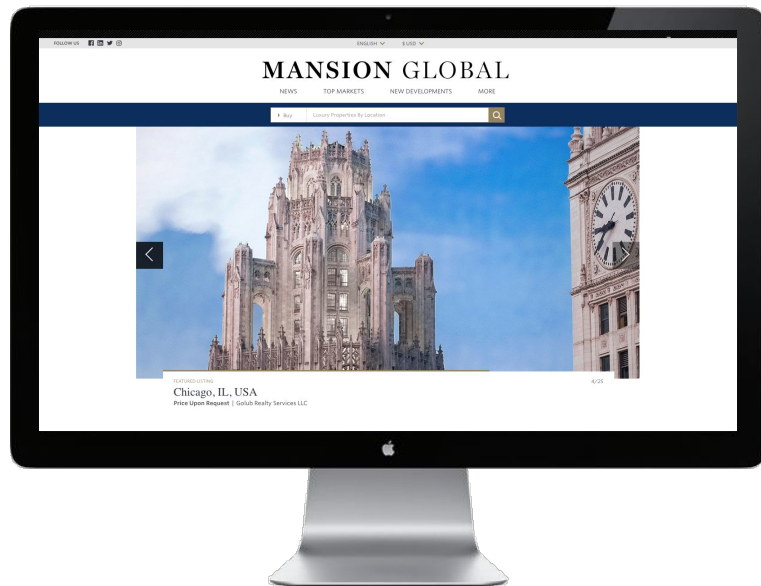 FOLLOW US
ENGLISH
$ USD
MANSION GLOBAL
NEWS TOP MARKETS NEW DEVELOPMENTS MORE
Buy Luxury Properties By Location
FEATURED LISTING 4/25
Chicago, IL, USA
Price Upon Request | Golub Realty Services LLC